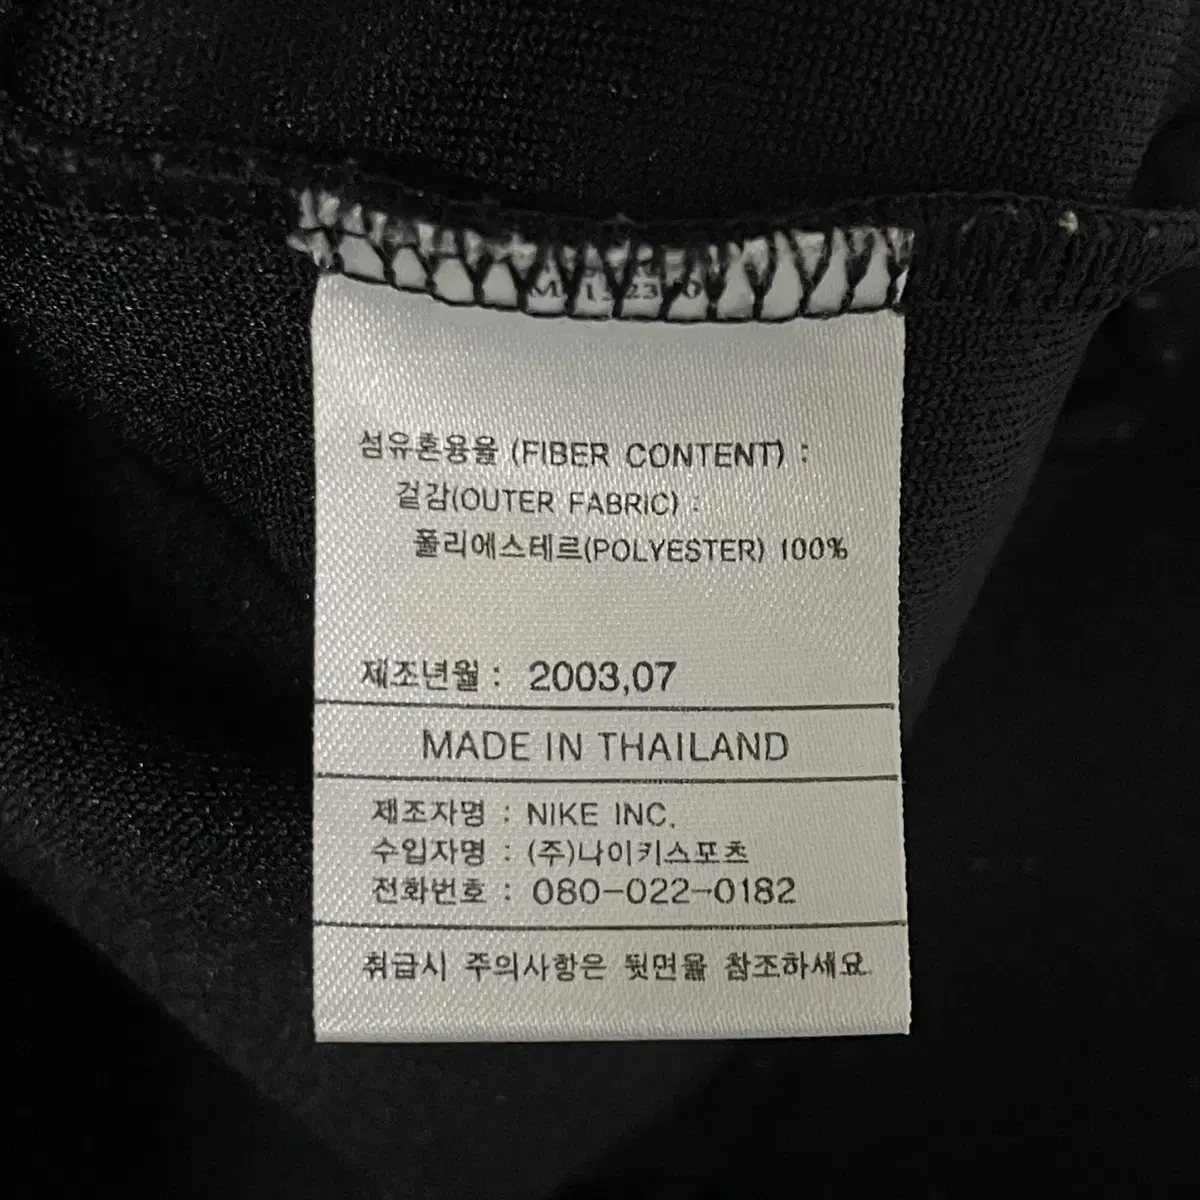 섬유혼용율 (FIBER CONTENT) :
겉감(OUTER FABRIC) :
폴리에스테르(POLYESTER) 100%
제조년월 : 2003,07
MADE IN THAILAND
제조자명 : NIKE INC.
수입자명 : (주)나이키스포츠
전화번호 : 080-022-0182
취급시 주의사항은 뒷면을 참조하세요.